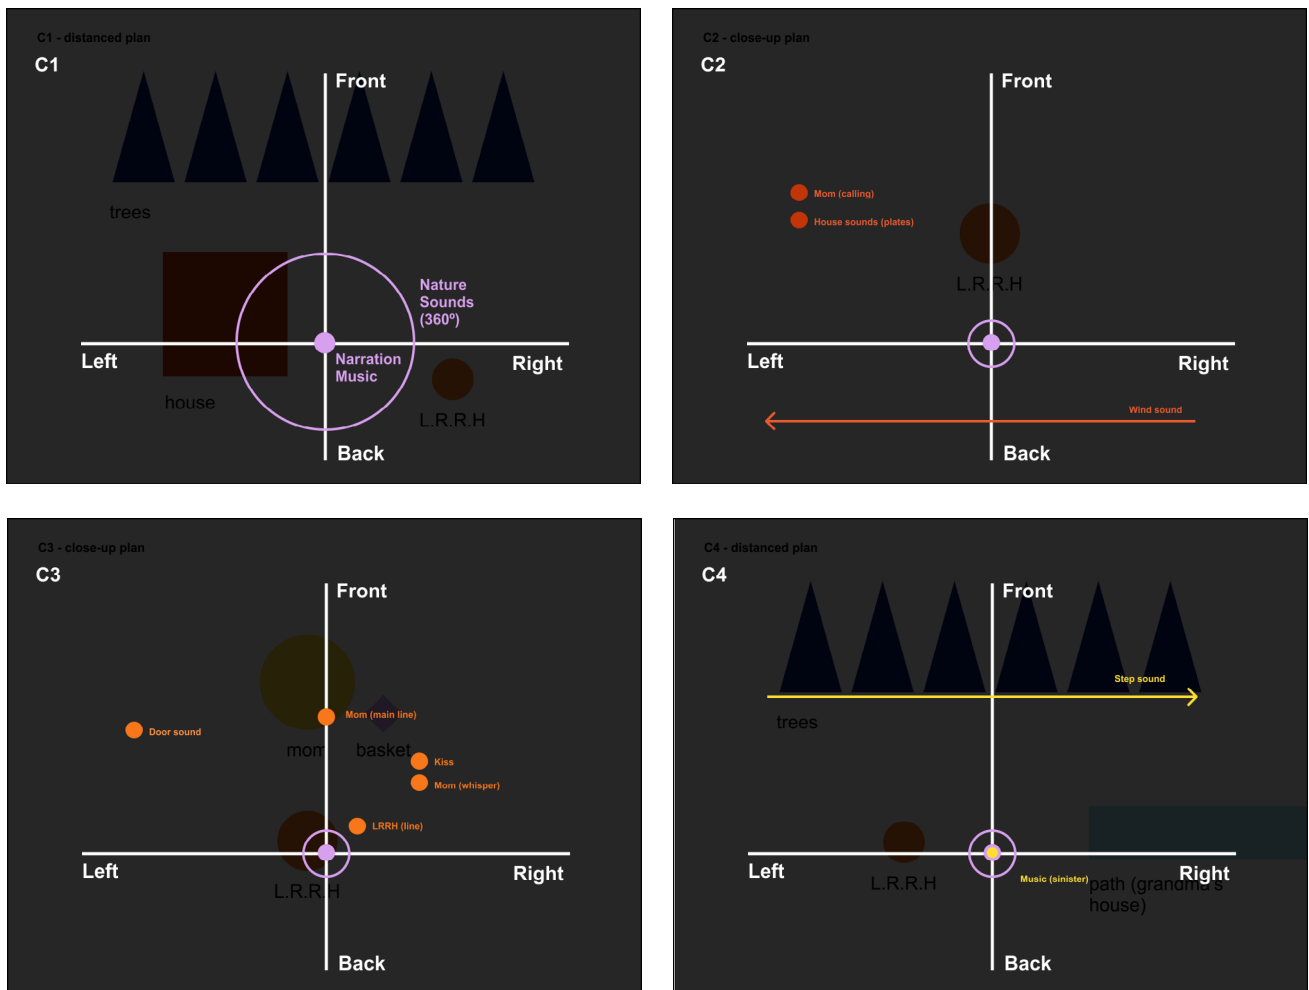 C1 - distanced plan
C1
Front
trees
Nature
Sounds
(360º)
Left
Narration
Music
Right
house
L.R.R.H
Back
C2 - close-up plan
C2
Front
Mom (calling)
House sounds (plates)
L.R.R.H
Left
Right
Wind sound
Back
C3 - close-up plan
C3
Front
Mom (main line)
Door sound
mom
basket
Kiss
Mom (whisper)
LRRH (line)
Left
Right
L.R.R.H
Back
C4 - distanced plan
C4
Front
Step sound
trees
Left
Right
L.R.R.H
Music (sinister)
path (grandma's
house)
Back